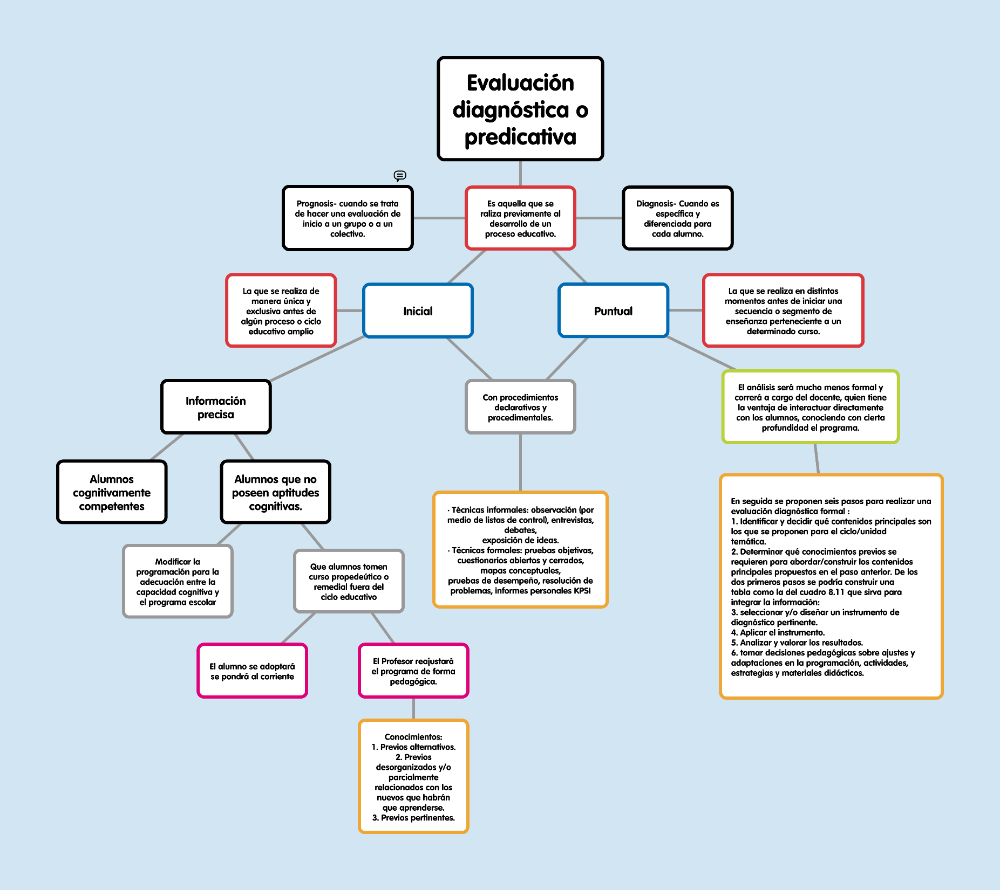 Evaluación
diagnóstica o
predicativa
Prognosis- cuando se trata
de hacer una evaluación de
inicio a un grupo o a un
colectivo.
Es aquella que se
raliza previamente al
desarrollo de un
proceso educativo.
Diagnosis- Cuando es
específica y
diferenciada para
cada alumno.
La que se realiza de
manera única y
exclusiva antes de
algún proceso o ciclo
educativo amplio
Inicial
Puntual
La que se realiza en distintos
momentos antes de iniciar una
secuencia o segmento de
enseñanza perteneciente a un
determinado curso.
Información
precisa
Con procedimientos
declarativos y
procedimentales.
El análisis será mucho menos formal y
correrá a cargo del docente, quien tiene
la ventaja de interactuar directamente
con los alumnos, conociendo con cierta
profundidad el programa.
Alumnos
cognitivamente
competentes
Alumnos que no
poseen aptitudes
cognitivas.
· Técnicas informales: observación (por
medio de listas de control), entrevistas,
debates,
exposición de ideas.
· Técnicas formales: pruebas objetivas,
cuestionarios abiertos y cerrados,
mapas conceptuales,
pruebas de desempeño, resolución de
problemas, informes personales KPSI
En seguida se proponen seis pasos para realizar una
evaluación diagnóstica formal :
1. Identificar y decidir qué contenidos principales son
los que se proponen para el ciclo/unidad
temática.
2. Determinar qué conocimientos previos se
requieren para abordar/construir los contenidos
principales propuestos en el paso anterior. De los
dos primeros pasos se podría construir una
tabla como la del cuadro 8.11 que sirva para
integrar la información:
3. seleccionar y/o diseñar un instrumento de
diagnóstico pertinente.
4. Aplicar el instrumento.
5. Analizar y valorar los resultados.
6. tomar decisiones pedagógicas sobre ajustes y
adaptaciones en la programación, actividades,
estrategias y materiales didácticos.
Modificar la
programación para la
adecuación entre la
capacidad cognitiva y
el programa escolar
Que alumnos tomen
curso propedeútico o
remedial fuera del
ciclo educativo
El alumno se adoptará
se pondrá al corriente
El Profesor reajustará
el programa de forma
pedagógica.
Conocimientos:
1. Previos alternativos.
2. Previos
desorganizados y/o
parcialmente
relacionados con los
nuevos que habrán
que aprenderse.
3. Previos pertinentes.